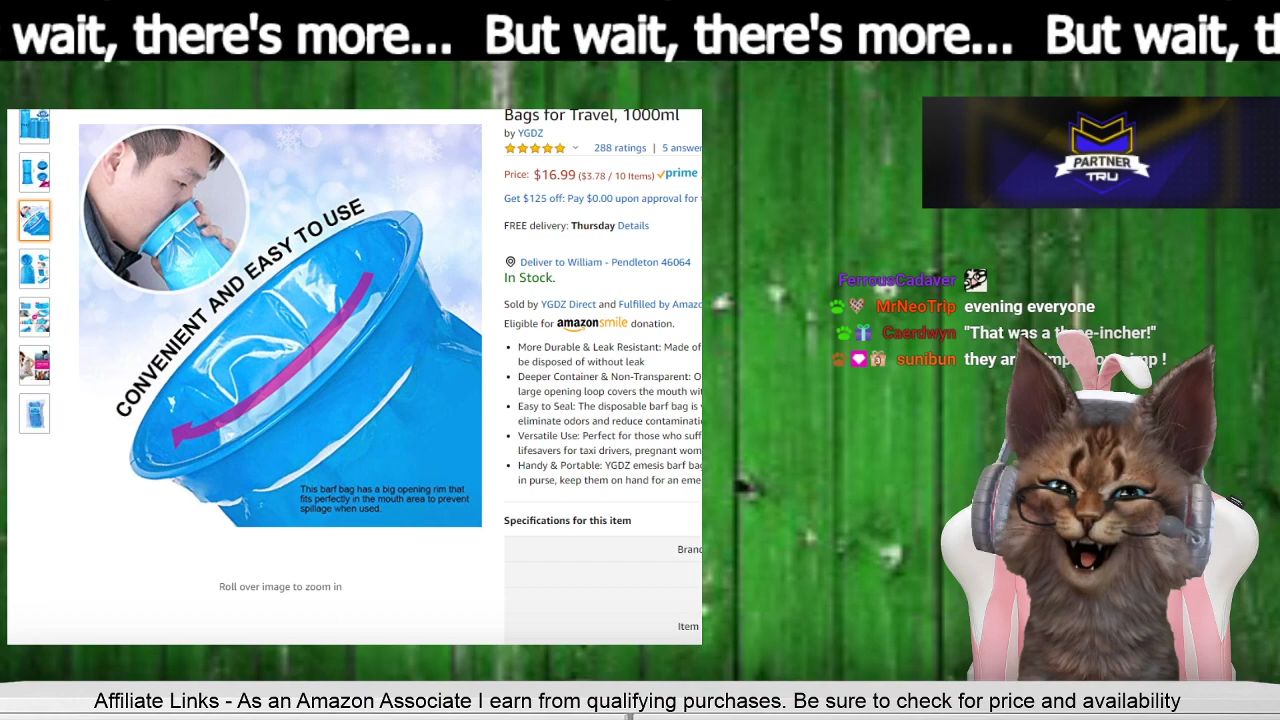 wait, there's more... But wait, there's more... But wait, t
Bags for Travel, 1000ml
by YGDZ
288 ratings | 5 answer
Price: $16.99 ($3.78 / 10 Items) prime
Get $125 off: Pay $0.00 upon approval for
FREE delivery: Thursday Details
Deliver to William - Pendleton 46064
In Stock.
Sold by YGDZ Direct and Fulfilled by Amazo
Eligible for amazonsmile donation.
More Durable & Leak Resistant: Made of
be disposed of without leak
Deeper Container & Non-Transparent: O
large opening loop covers the mouth wi
Easy to Seal: The disposable barf bag is
eliminate odors and reduce contaminati
Versatile Use: Perfect for those who suff
lifesavers for taxi drivers, pregnant wom
Handy & Portable: YGDZ emesis barf bag
in purse, keep them on hand for an eme
Specifications for this item
Brand
Item
CONVENIENT AND EASY TO USE
This barf bag has a big opening rim that
fits perfectly in the mouth area to prevent
spillage when used.
Roll over image to zoom in
PARTNER
TRU
FerrousCadaver
MrNeoTrip evening everyone
Caerdwyn "That was a three-incher!"
sunibun they are imp !
Affiliate Links - As an Amazon Associate I earn from qualifying purchases. Be sure to check for price and availability